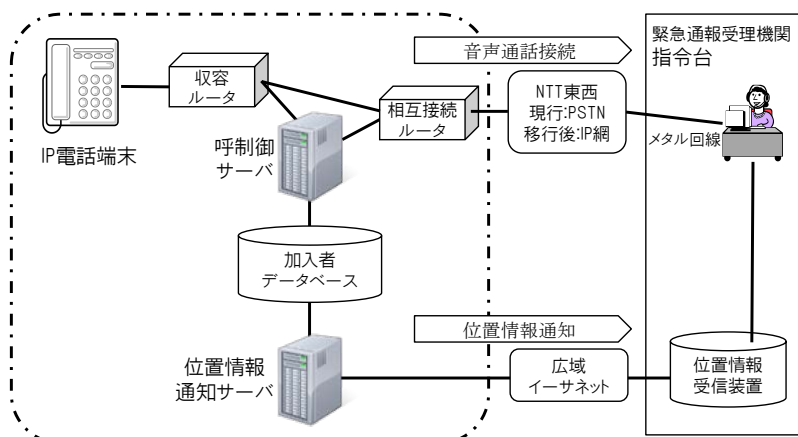 音声通話接続
緊急通報受理機関
指令台
収容
ルータ
相互接続
ルータ
NTT東西
現行:PSTN
移行後:IP網
メタル回線
IP電話端末
呼制御
サーバ
加入者
データベース
位置情報通知
位置情報
通知サーバ
広域
イーサネット
位置情報
受信装置